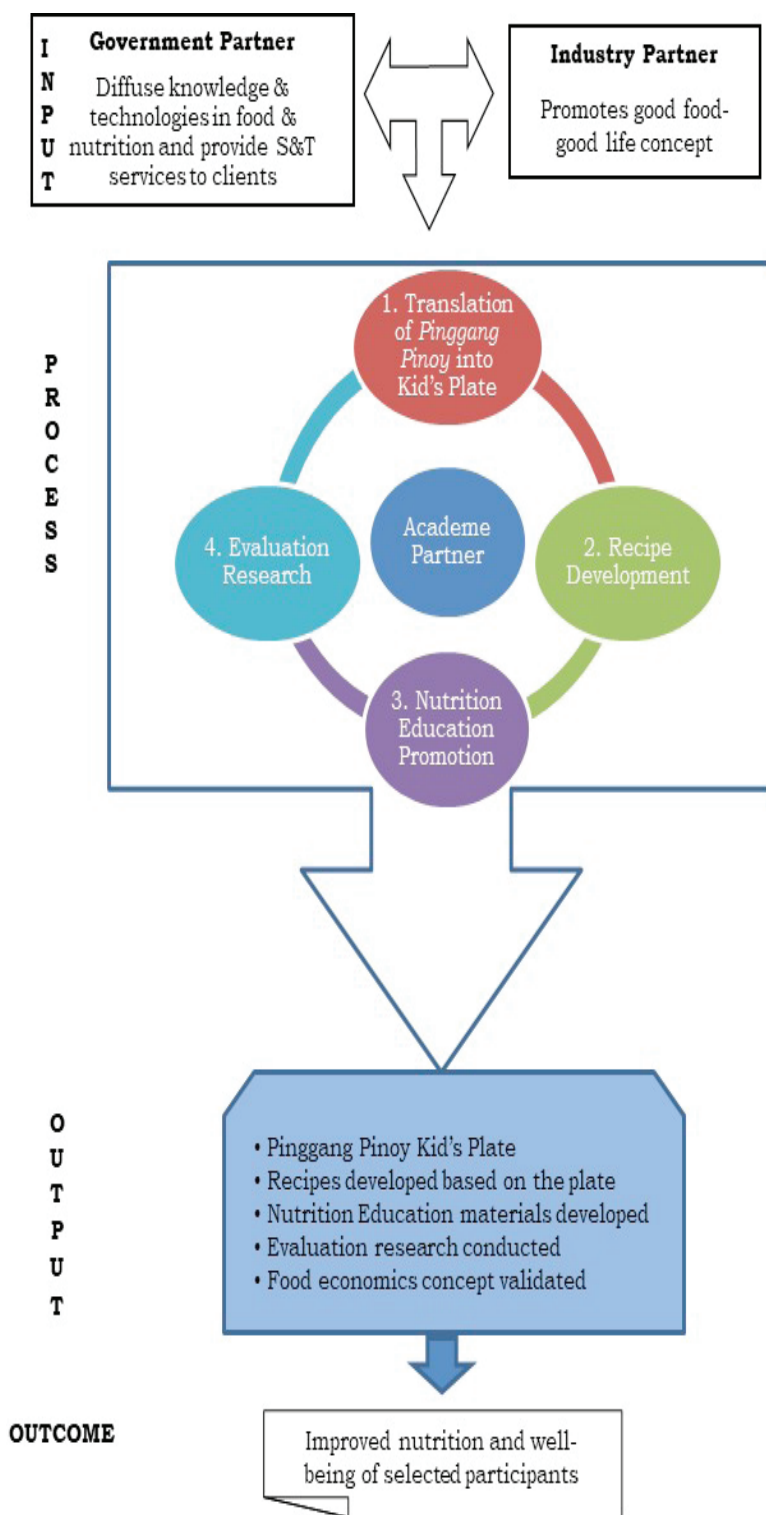 INPUT
Government Partner
Diffuse knowledge &
technologies in food &
nutrition and provide S&T
services to clients
Industry Partner
Promotes good food-
good life concept
PROCESS
1. Translation
of Pinggang
Pinoy into
Kid's Plate
Academe
Partner
2. Recipe
Development
3. Nutrition
Education
Promotion
4. Evaluation
Research
OUTPUT
• Pinggang Pinoy Kid's Plate
• Recipes developed based on the plate
• Nutrition Education materials developed
• Evaluation research conducted
• Food economics concept validated
OUTCOME
Improved nutrition and well-
being of selected participants